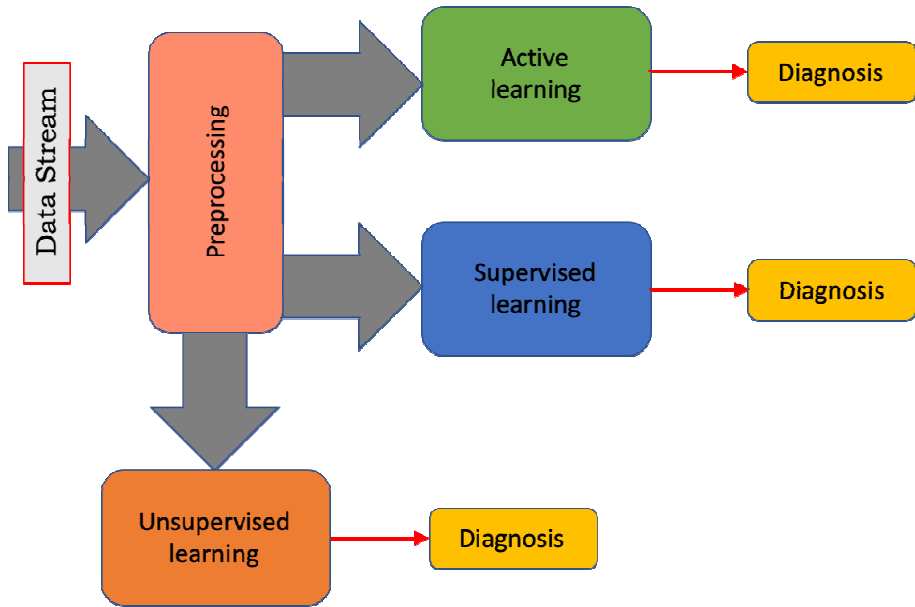 Data Stream
Preprocessing
Active
learning
Diagnosis
Supervised
learning
Diagnosis
Unsupervised
learning
Diagnosis